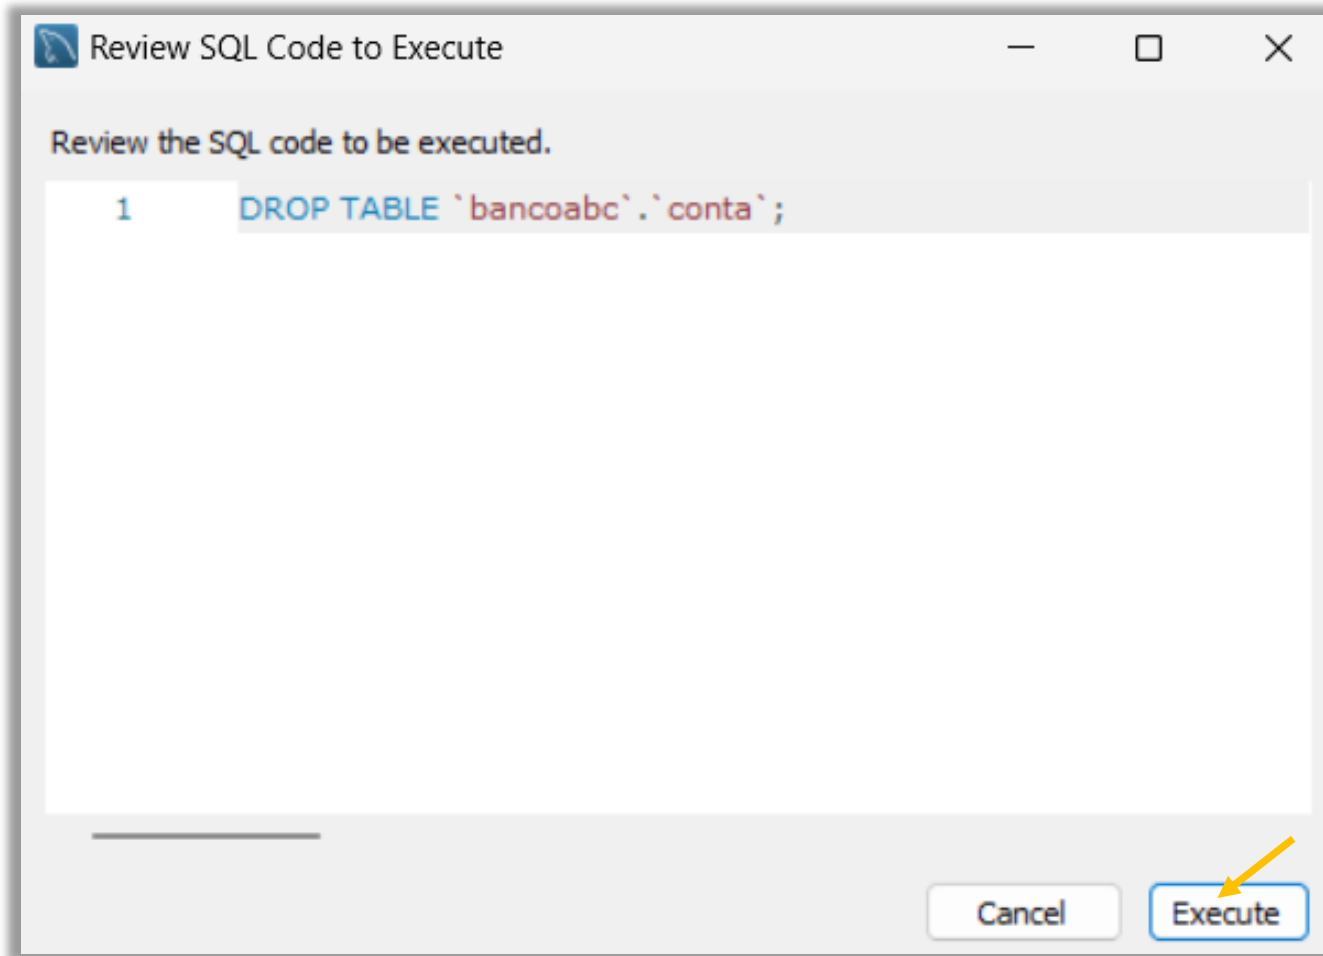 Review SQL Code to Execute
Review the SQL code to be executed.
1 DROP TABLE `bancoabc`.`conta`;
Cancel Execute